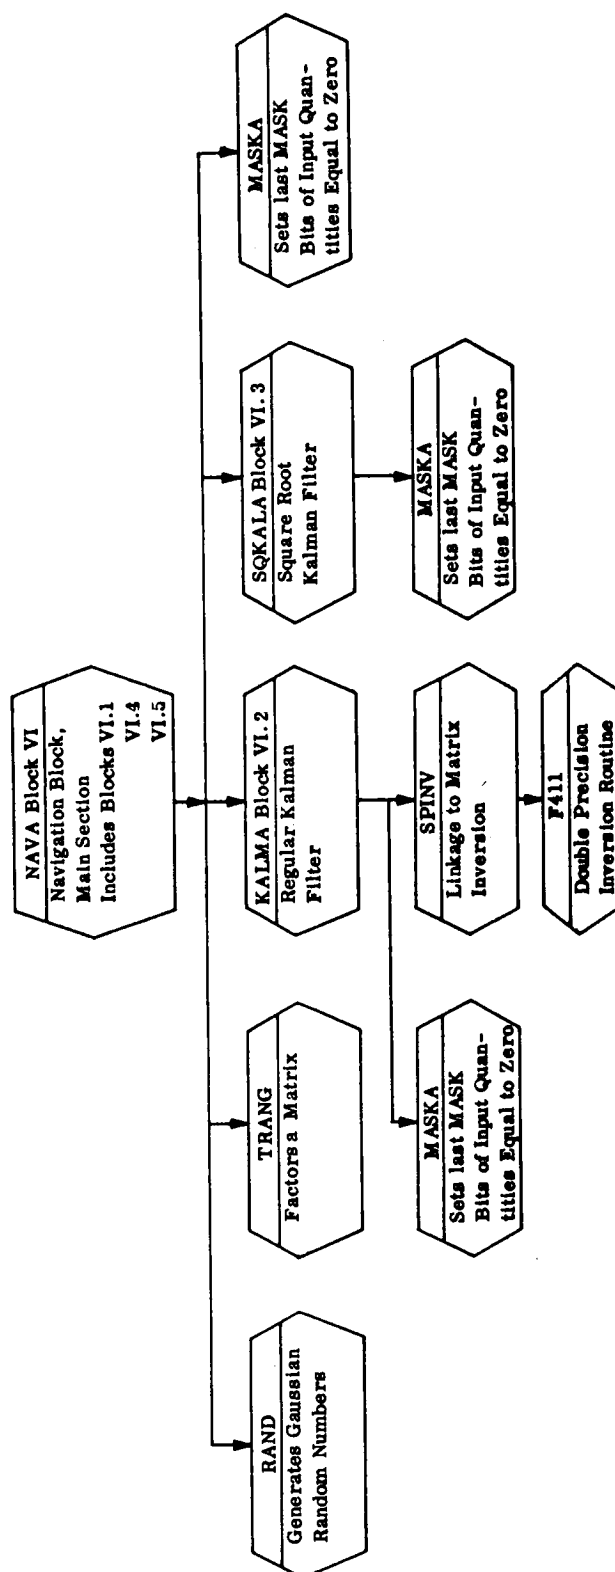 NAVA Block VI
Navigation Block,
Main Section
Includes Blocks VI.1
VI.4
VI.5
RAND
Generates Gaussian
Random Numbers
TRANG
Factors a Matrix
KALMA Block VI.2
Regular Kalman
Filter
SQKALA Block VI.3
Square Root
Kalman Filter
MASKA
Sets last MASK
Bits of Input Quan-
tities Equal to Zero
MASKA
Sets last MASK
Bits of Input Quan-
tities Equal to Zero
SPINV
Linkage to Matrix
Inversion
MASKA
Sets last MASK
Bits of Input Quan-
tities Equal to Zero
F411
Double Precision
Inversion Routine